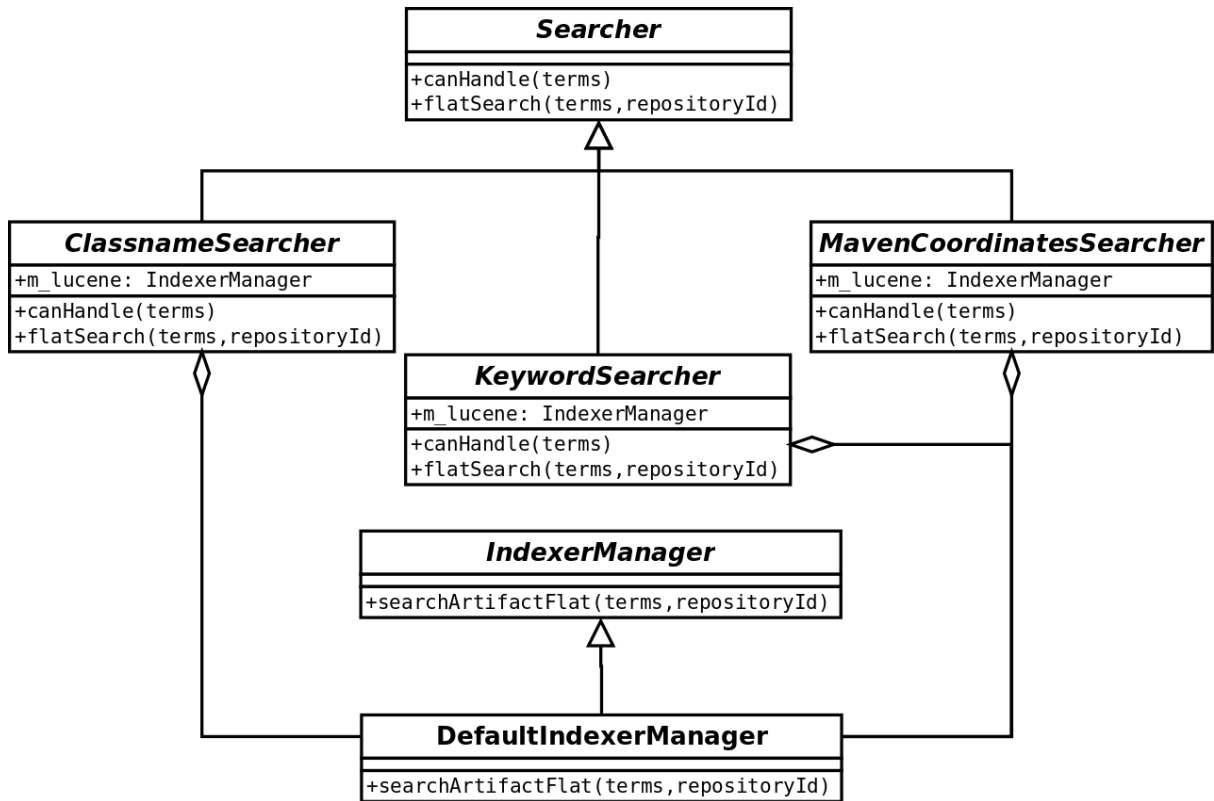 Searcher
+canHandle(terms)
+flatSearch(terms,repositoryId)
ClassnameSearcher
+m_lucene: IndexerManager
+canHandle(terms)
+flatSearch(terms,repositoryId)
MavenCoordinatesSearcher
+m_lucene: IndexerManager
+canHandle(terms)
+flatSearch(terms,repositoryId)
KeywordSearcher
+m_lucene: IndexerManager
+canHandle(terms)
+flatSearch(terms,repositoryId)
IndexerManager
+searchArtifactFlat(terms,repositoryId)
DefaultIndexerManager
+searchArtifactFlat(terms,repositoryId)